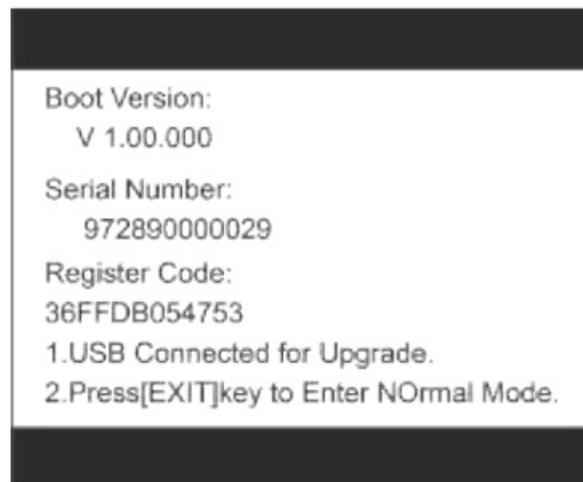 Boot Version:
V 1.00.000
Serial Number:
972890000029
Register Code:
36FFDB054753
1.USB Connected for Upgrade.
2.Press[EXIT]key to Enter NOrmal Mode.